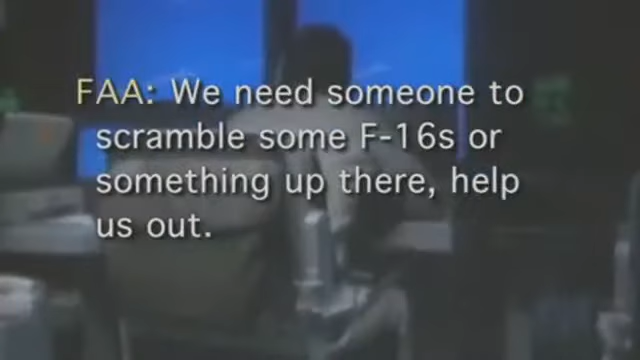 FAA: We need someone to
scramble some F-16s or
something up there, help
us out.